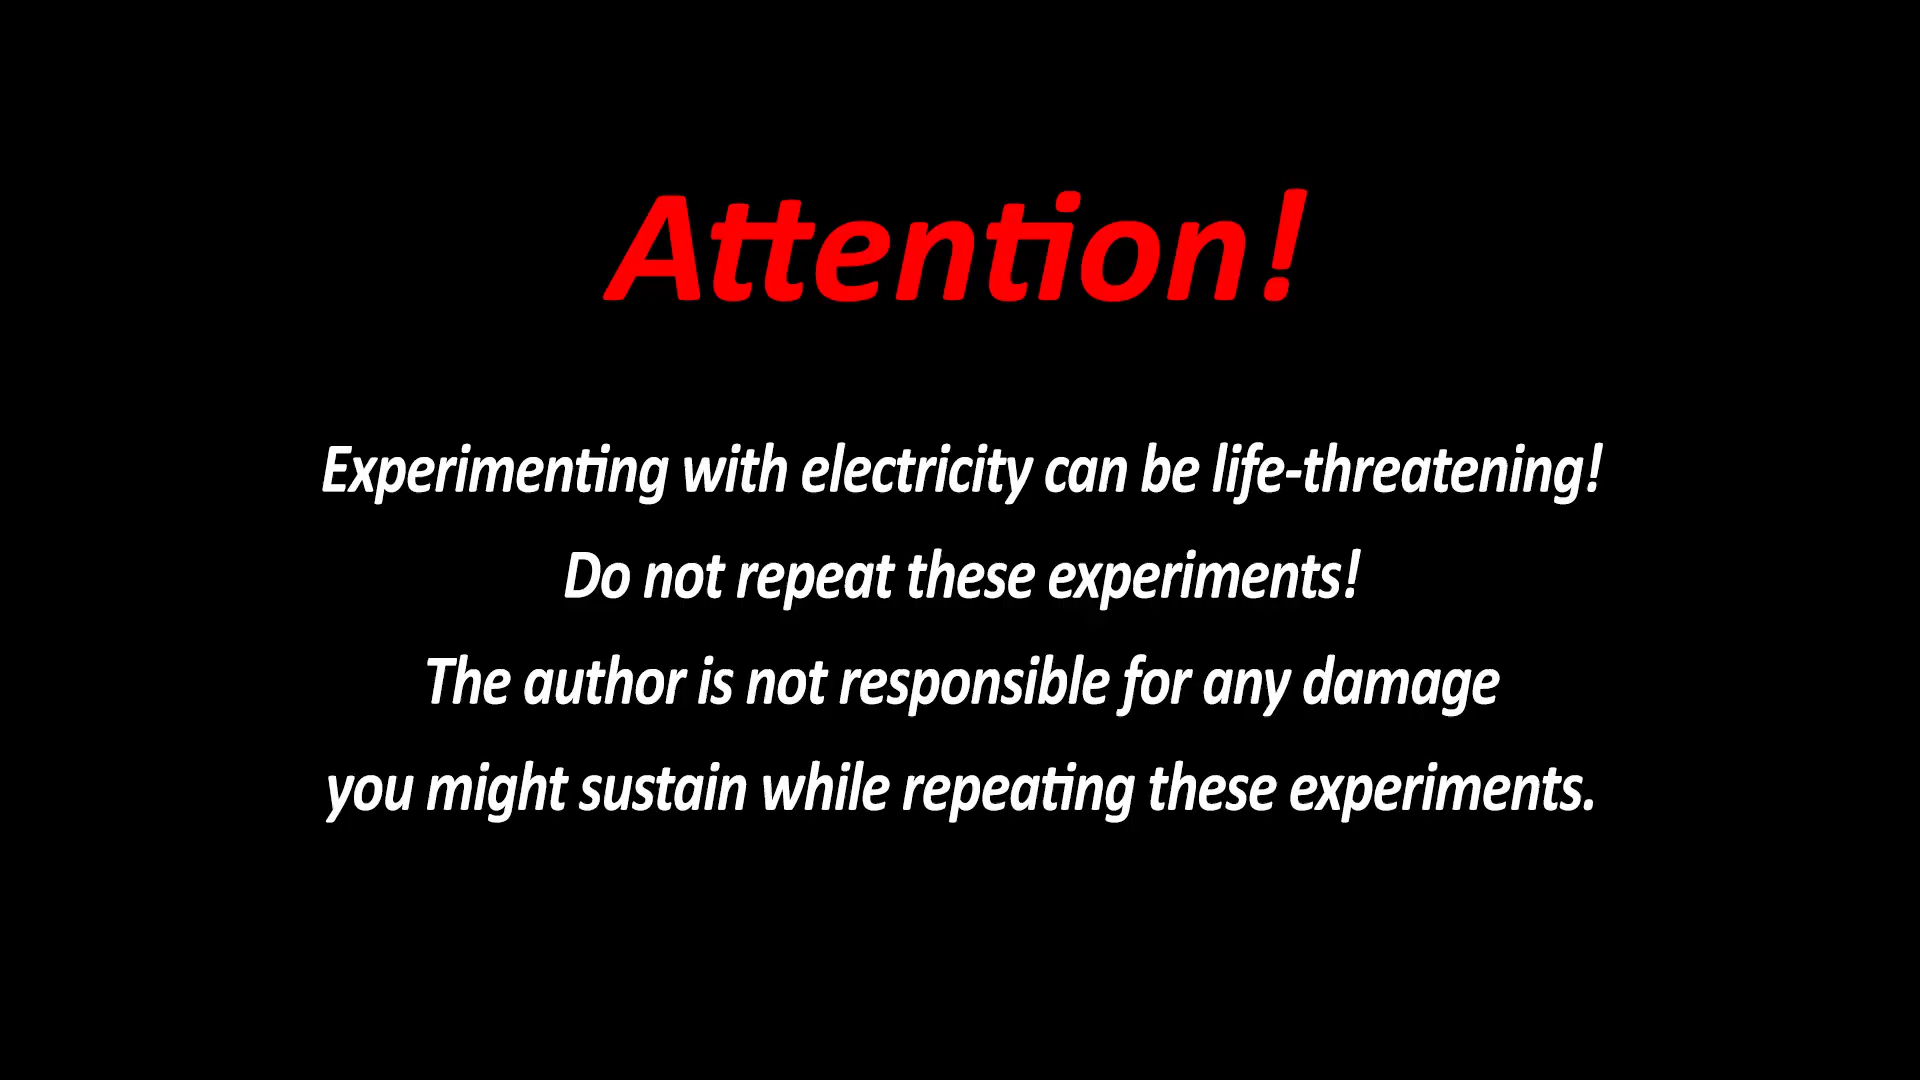 Attention!
Experimenting with electricity can be life-threatening!
Do not repeat these experiments!
The author is not responsible for any damage
you might sustain while repeating these experiments.